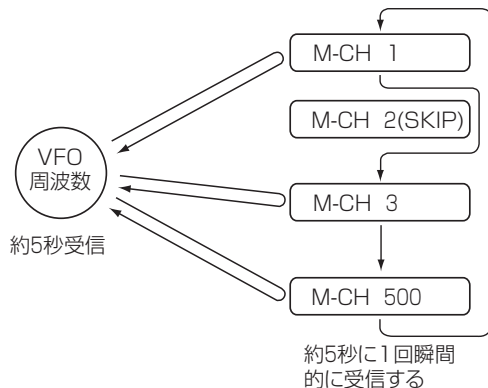 M-CH 1
M-CH 2(SKIP)
VFO
周波数
M-CH 3
約5秒受信
M-CH 500
約5秒に1回瞬間
的に受信する